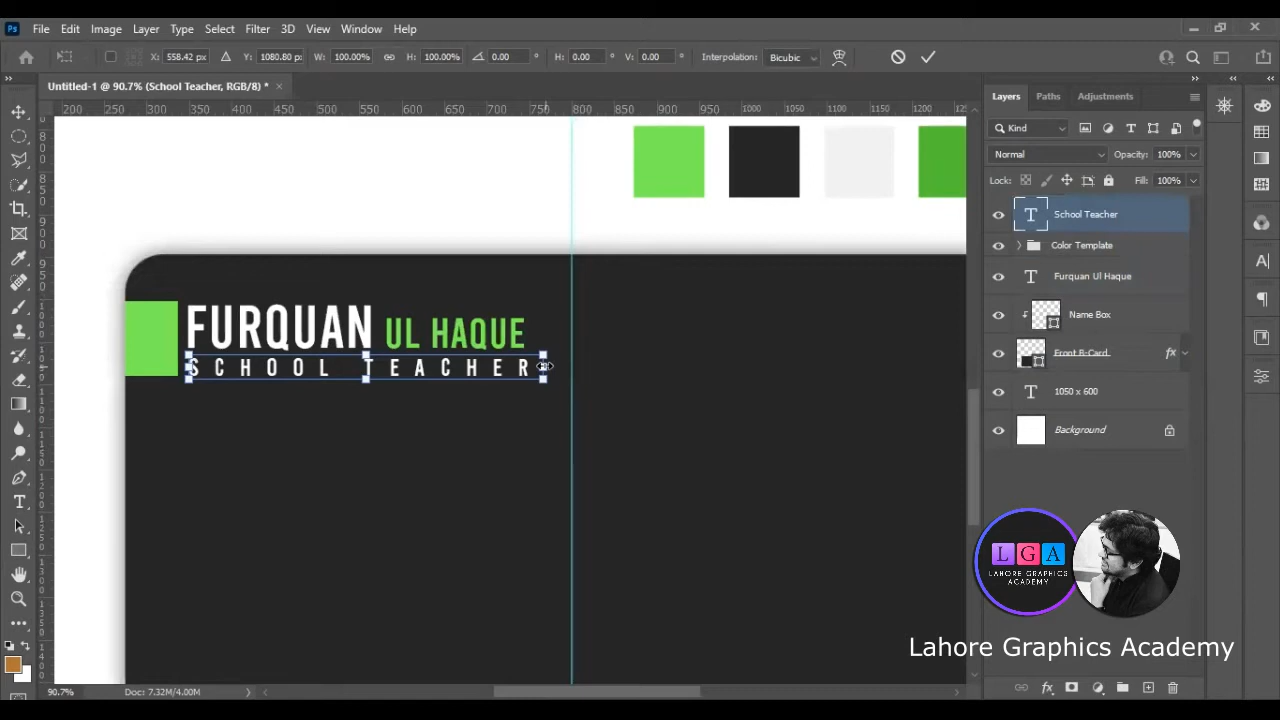 Ps File Edit Image Layer Type Select Filter 3D View Window Help
X: 558.42 px Y: 1080.80 px W: 100.00% H: 100.00% 0.00 ° H: 0.00 ° V: 0.00 ° Interpolation: Bicubic
Untitled-1 @ 90.7% (School Teacher, RGB/8) * ×
200 250 300 350 400 450 500 550 600 650 700 750 800 850 900 950 1000 1050 1100 1150 1200
Layers Paths Adjustments
Kind
Normal Opacity: 100%
Lock: Fill: 100%
School Teacher
Color Template
Furquan Ul Haque
Name Box
Front B-Card fx
1050 x 600
Background
FURQUAN UL HAQUE
SCHOOL TEACHER
LGA
LAHORE GRAPHICS
ACADEMY
Lahore Graphics Academy
90.7% Doc: 7.32M/4.00M